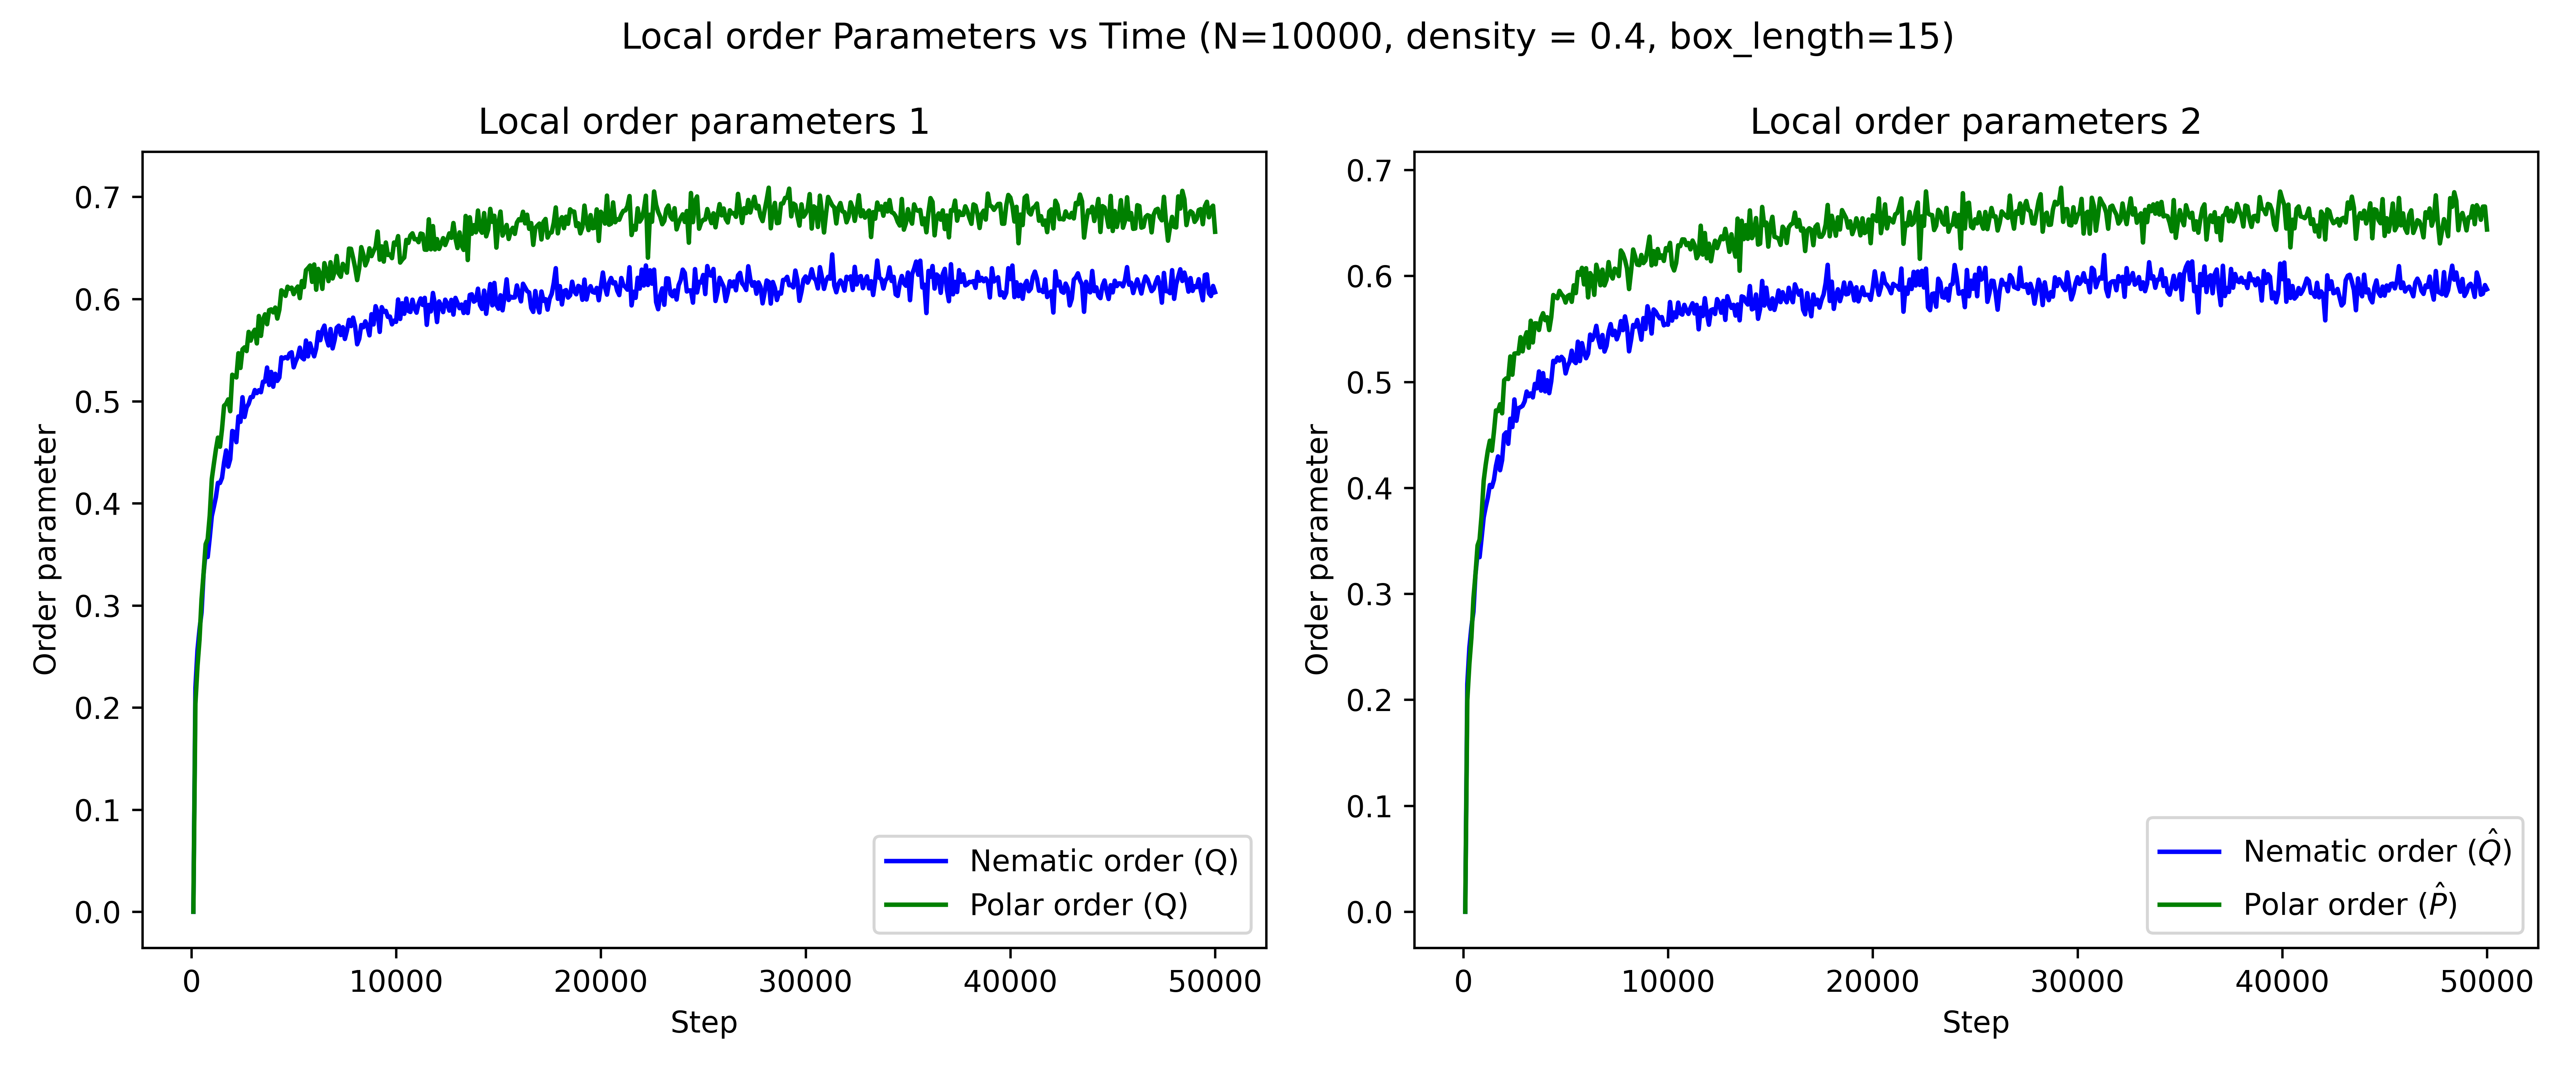 Local order Parameters vs Time (N=10000, density = 0.4, box_length=15)
Local order parameters 1
0.7
0.6
0.5
0.4
0.3
0.2
0.1
0.0
Order parameter
0 10000 20000 30000 40000 50000
Step
Nematic order (Q)
Polar order (Q)
Local order parameters 2
0.7
0.6
0.5
0.4
0.3
0.2
0.1
0.0
Order parameter
0 10000 20000 30000 40000 50000
Step
Nematic order (Q̂)
Polar order (P̂)